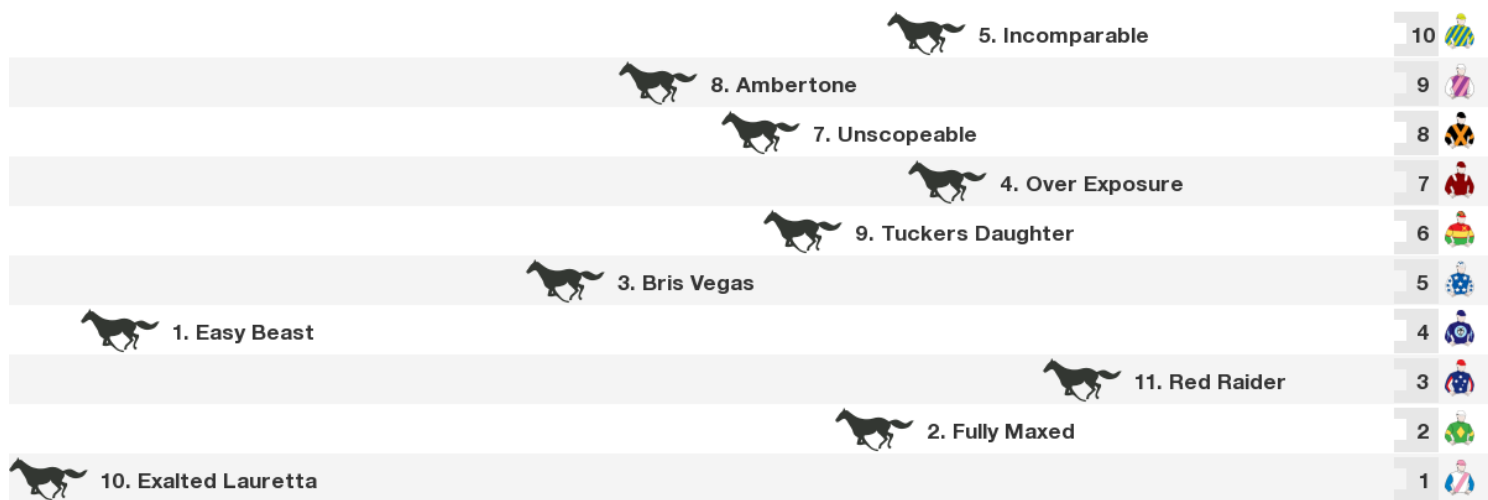 5. Incomparable 10
8. Ambertone 9
7. Unscopeable 8
4. Over Exposure 7
9. Tuckers Daughter 6
3. Bris Vegas 5
1. Easy Beast 4
11. Red Raider 3
2. Fully Maxed 2
10. Exalted Lauretta 1